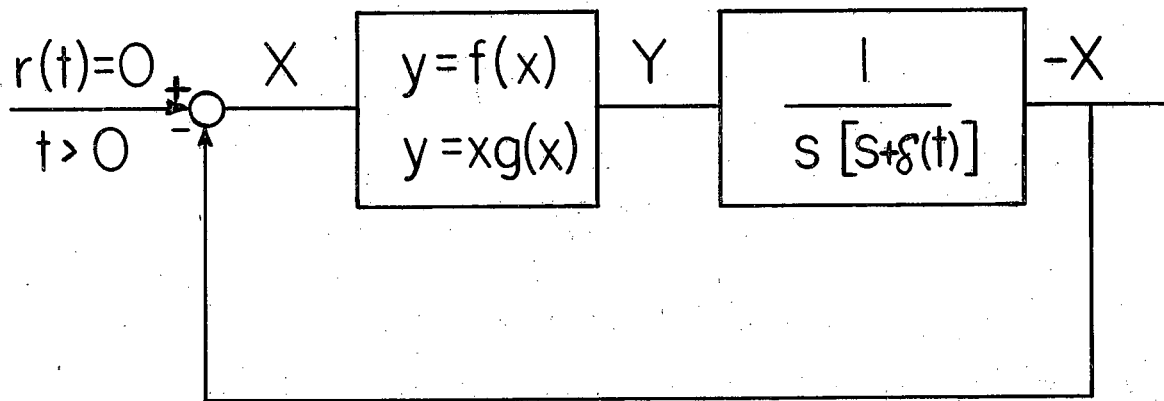 r(t)=0
t>0
+
-
X
y=f(x)
y=xg(x)
Y
1
s [s+δ(t)]
-X